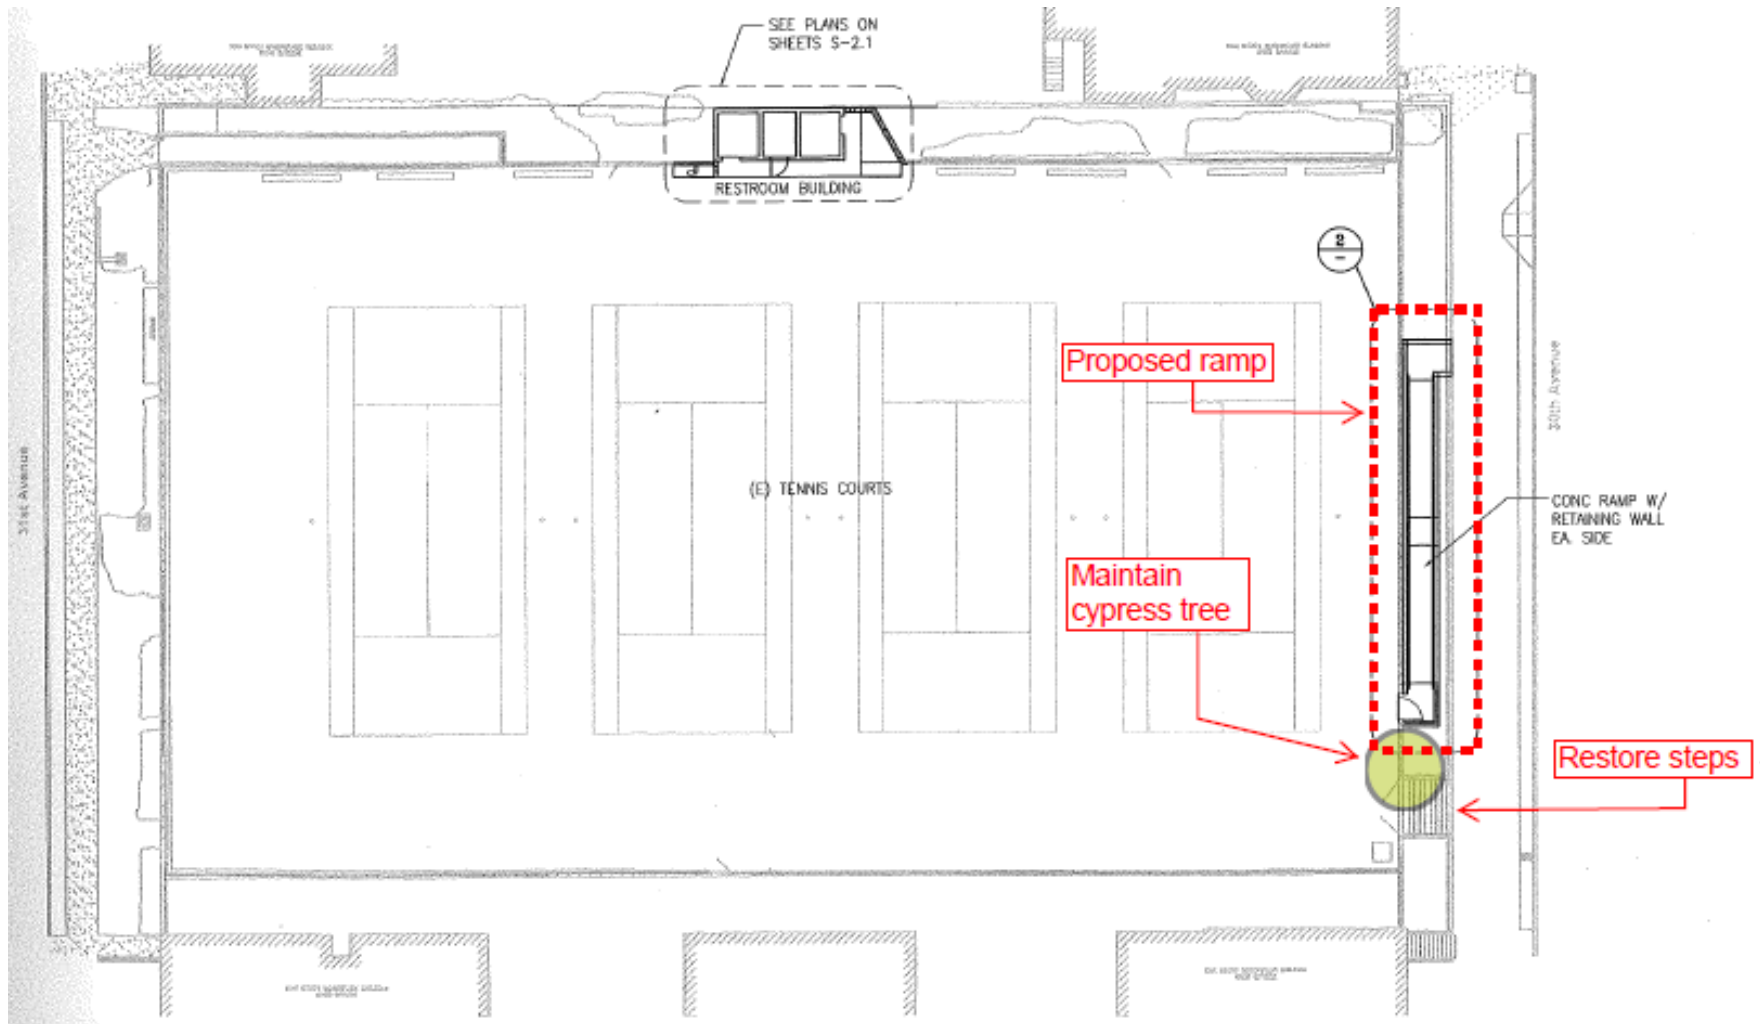 SEE PLANS ON
SHEETS S-2.1
RESTROOM BUILDING
2
-
Proposed ramp
30th Avenue
31st Avenue
(E) TENNIS COURTS
CONC RAMP W/
RETAINING WALL
EA. SIDE
Maintain
cypress tree
Restore steps